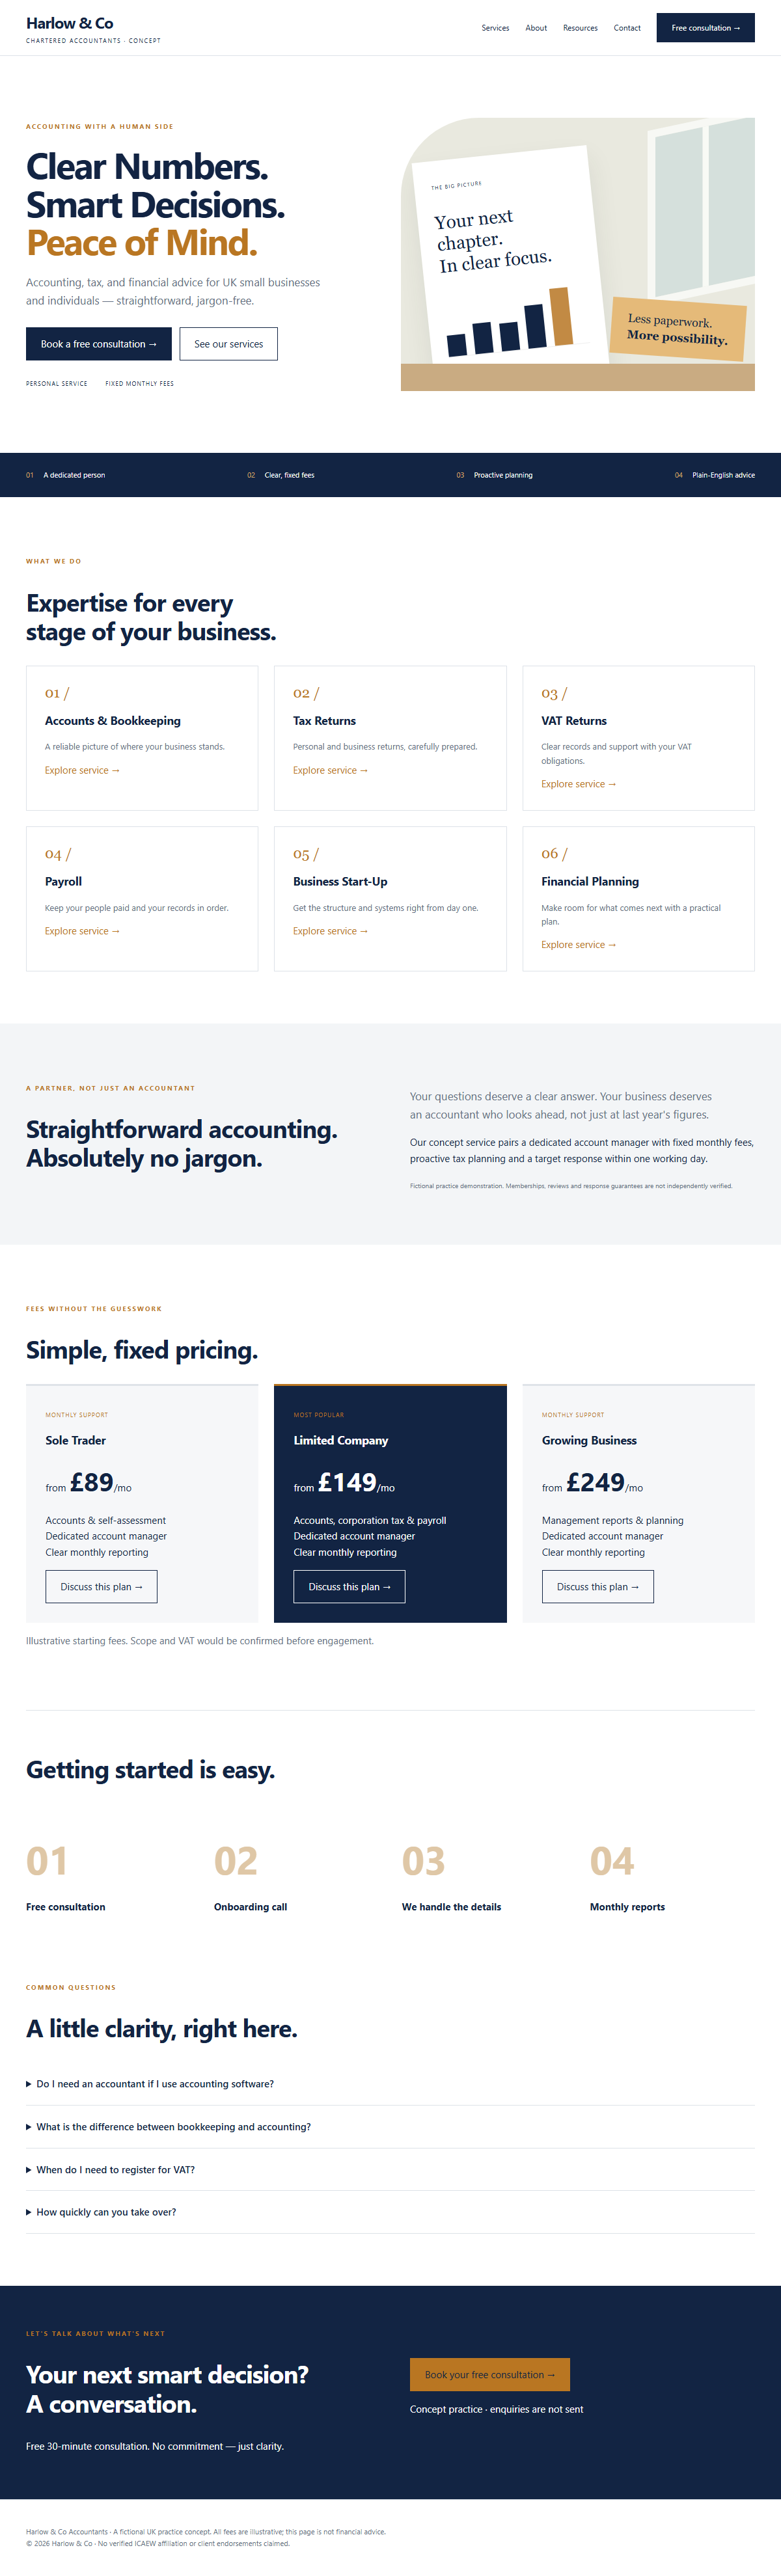 Harlow & Co
CHARTERED ACCOUNTANTS · CONCEPT
Services About Resources Contact Free consultation →
ACCOUNTING WITH A HUMAN SIDE
Clear Numbers.
Smart Decisions.
Peace of Mind.
Accounting, tax, and financial advice for UK small businesses
and individuals — straightforward, jargon-free.
Book a free consultation → See our services
PERSONAL SERVICE FIXED MONTHLY FEES
THE BIG PICTURE
Your next
chapter.
In clear focus.
Less paperwork.
More possibility.
01 A dedicated person 02 Clear, fixed fees 03 Proactive planning 04 Plain-English advice
WHAT WE DO
Expertise for every
stage of your business.
01 /
Accounts & Bookkeeping
A reliable picture of where your business stands.
Explore service →
02 /
Tax Returns
Personal and business returns, carefully prepared.
Explore service →
03 /
VAT Returns
Clear records and support with your VAT
obligations.
Explore service →
04 /
Payroll
Keep your people paid and your records in order.
Explore service →
05 /
Business Start-Up
Get the structure and systems right from day one.
Explore service →
06 /
Financial Planning
Make room for what comes next with a practical
plan.
Explore service →
A PARTNER, NOT JUST AN ACCOUNTANT
Straightforward accounting.
Absolutely no jargon.
Your questions deserve a clear answer. Your business deserves
an accountant who looks ahead, not just at last year's figures.
Our concept service pairs a dedicated account manager with fixed monthly fees,
proactive tax planning and a target response within one working day.
Fictional practice demonstration. Memberships, reviews and response guarantees are not independently verified.
FEES WITHOUT THE GUESSWORK
Simple, fixed pricing.
MONTHLY SUPPORT
Sole Trader
from £89/mo
Accounts & self-assessment
Dedicated account manager
Clear monthly reporting
Discuss this plan →
MOST POPULAR
Limited Company
from £149/mo
Accounts, corporation tax & payroll
Dedicated account manager
Clear monthly reporting
Discuss this plan →
MONTHLY SUPPORT
Growing Business
from £249/mo
Management reports & planning
Dedicated account manager
Clear monthly reporting
Discuss this plan →
Illustrative starting fees. Scope and VAT would be confirmed before engagement.
Getting started is easy.
01
Free consultation
02
Onboarding call
03
We handle the details
04
Monthly reports
COMMON QUESTIONS
A little clarity, right here.
Do I need an accountant if I use accounting software?
What is the difference between bookkeeping and accounting?
When do I need to register for VAT?
How quickly can you take over?
LET'S TALK ABOUT WHAT'S NEXT
Your next smart decision?
A conversation.
Free 30-minute consultation. No commitment — just clarity.
Book your free consultation →
Concept practice · enquiries are not sent
Harlow & Co Accountants · A fictional UK practice concept. All fees are illustrative; this page is not financial advice.
© 2026 Harlow & Co · No verified ICAEW affiliation or client endorsements claimed.